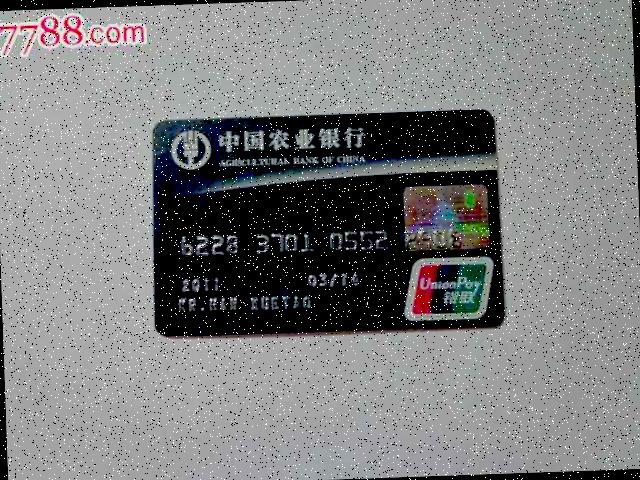 7788.com
中国农业银行
AGRICULTURAL BANK OF CHINA
6228 3701 0552
2011 03/14
UnionPay
银联